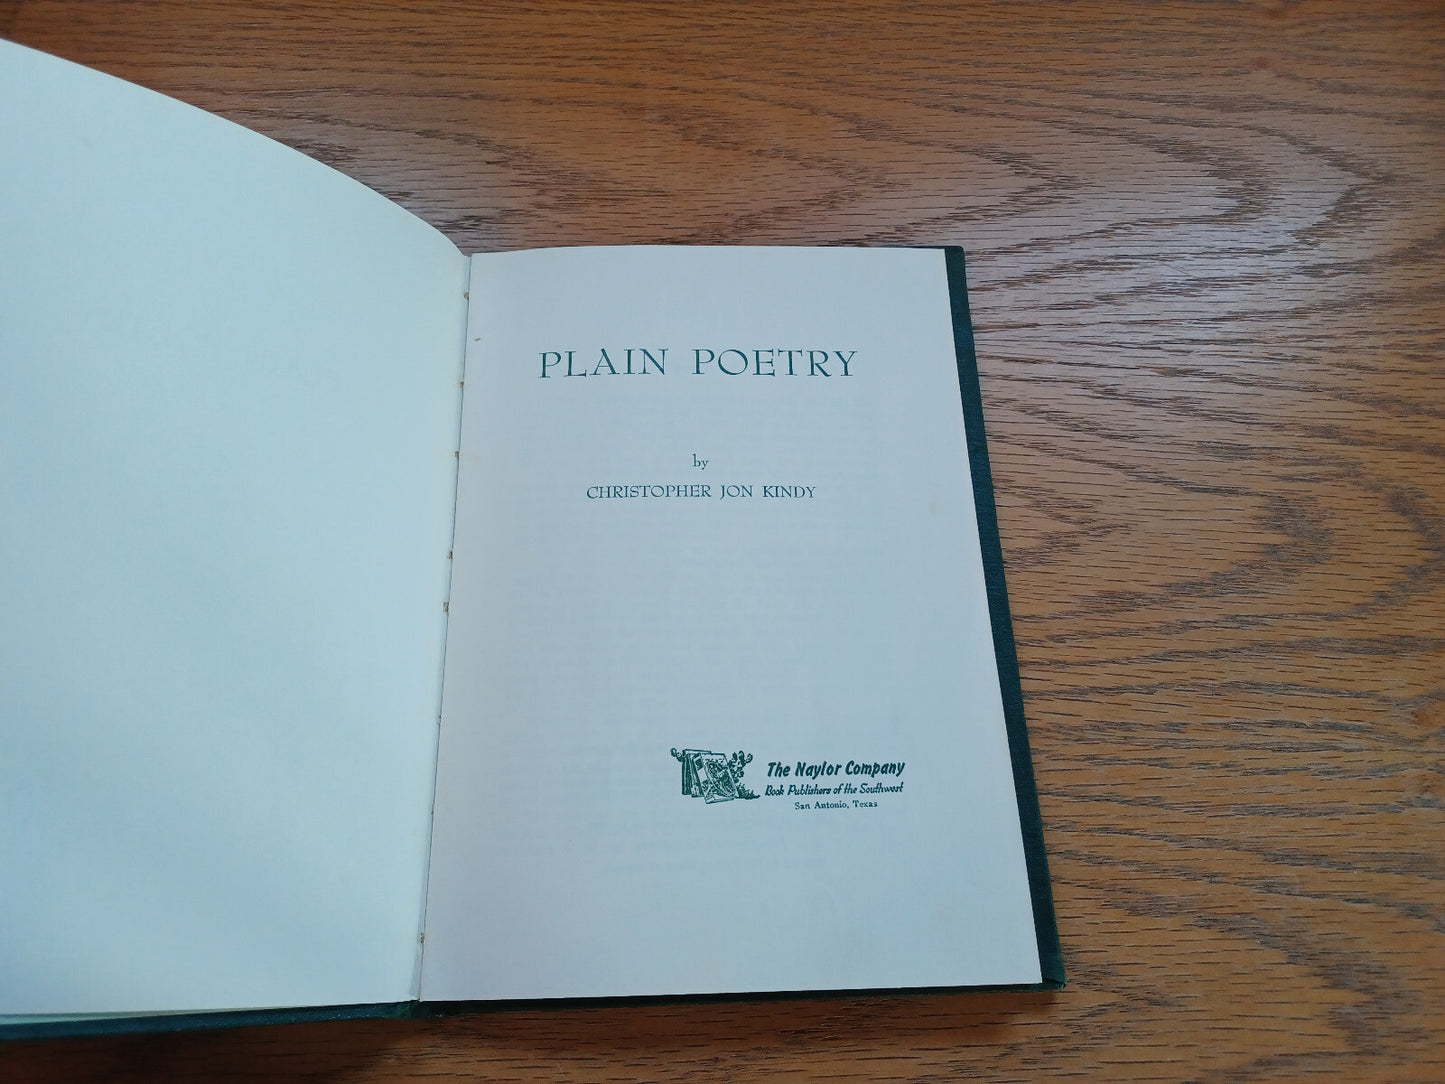 PLAIN POETRY
by
CHRISTOPHER JON KINDY
The Naylor Company
Book Publishers of the Southwest
San Antonio, Texas